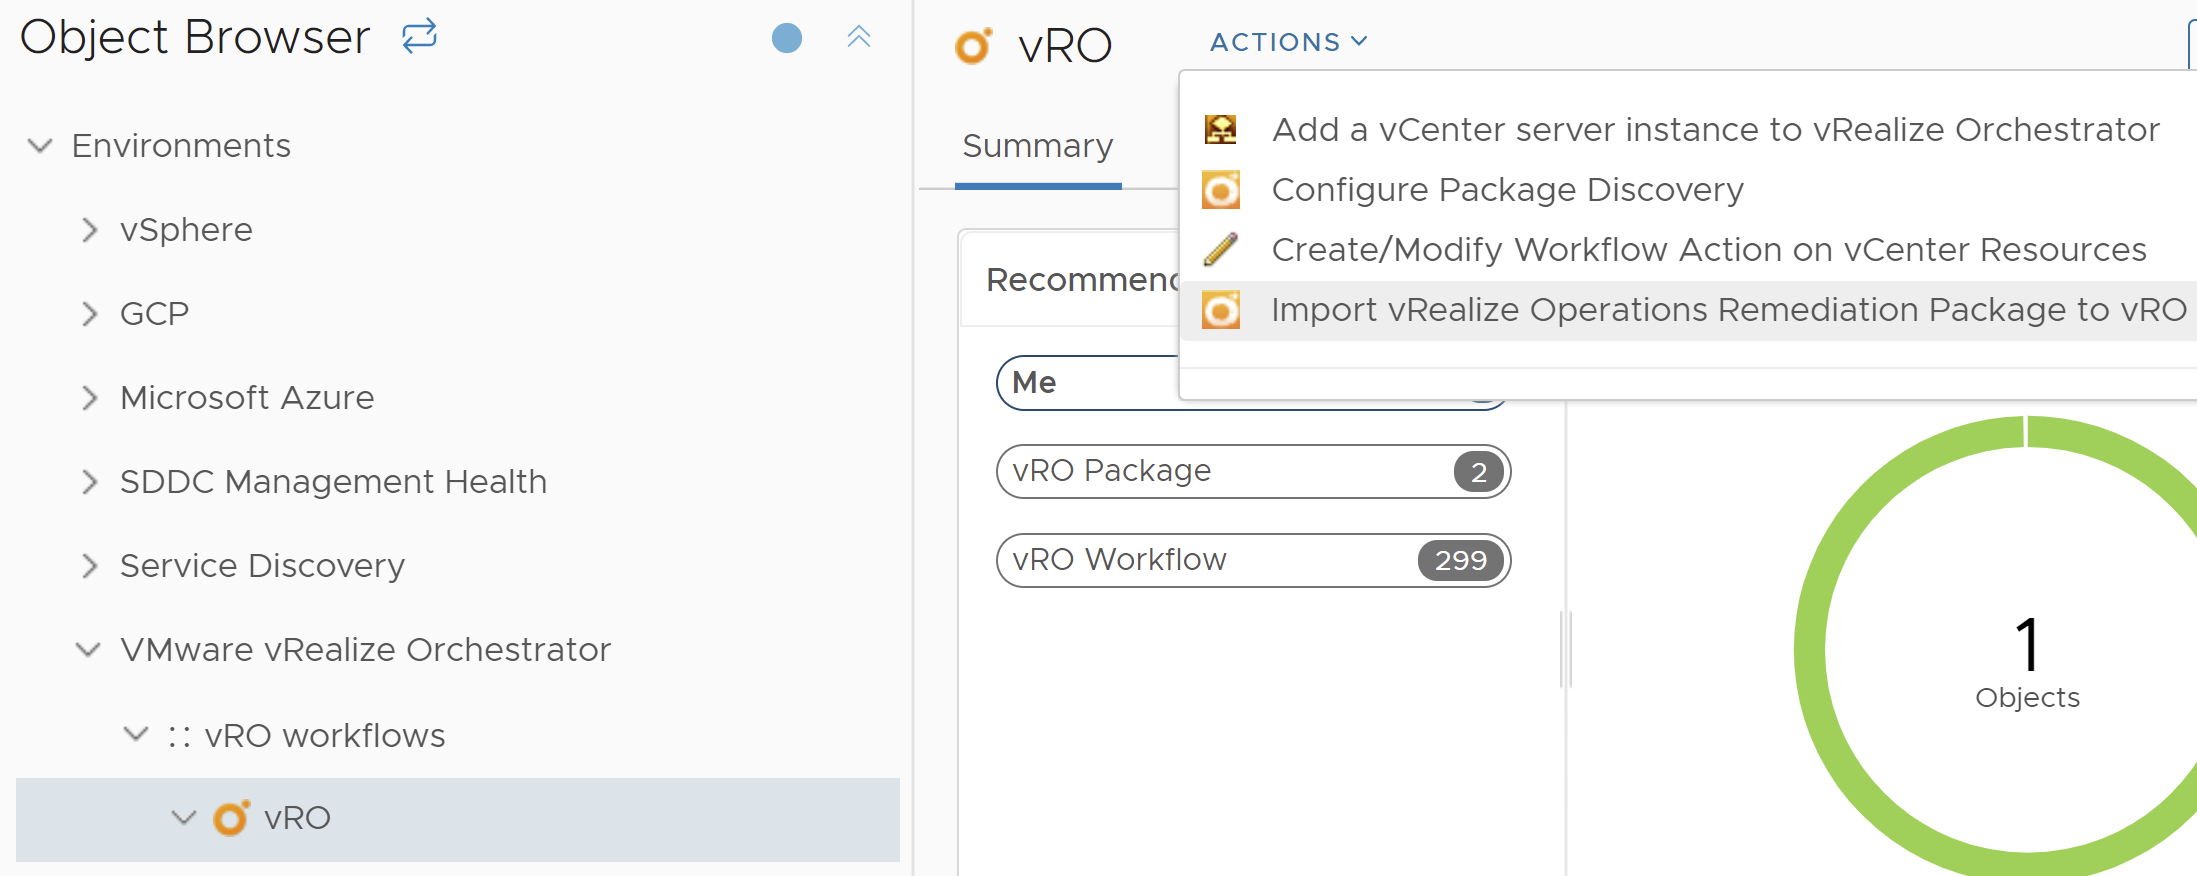 Object Browser
Environments
vSphere
GCP
Microsoft Azure
SDDC Management Health
Service Discovery
VMware vRealize Orchestrator
:: vRO workflows
vRO
vRO
ACTIONS
Add a vCenter server instance to vRealize Orchestrator
Configure Package Discovery
Create/Modify Workflow Action on vCenter Resources
Import vRealize Operations Remediation Package to vRO
Summary
Recommen
Me
vRO Package 2
vRO Workflow 299
1
Objects